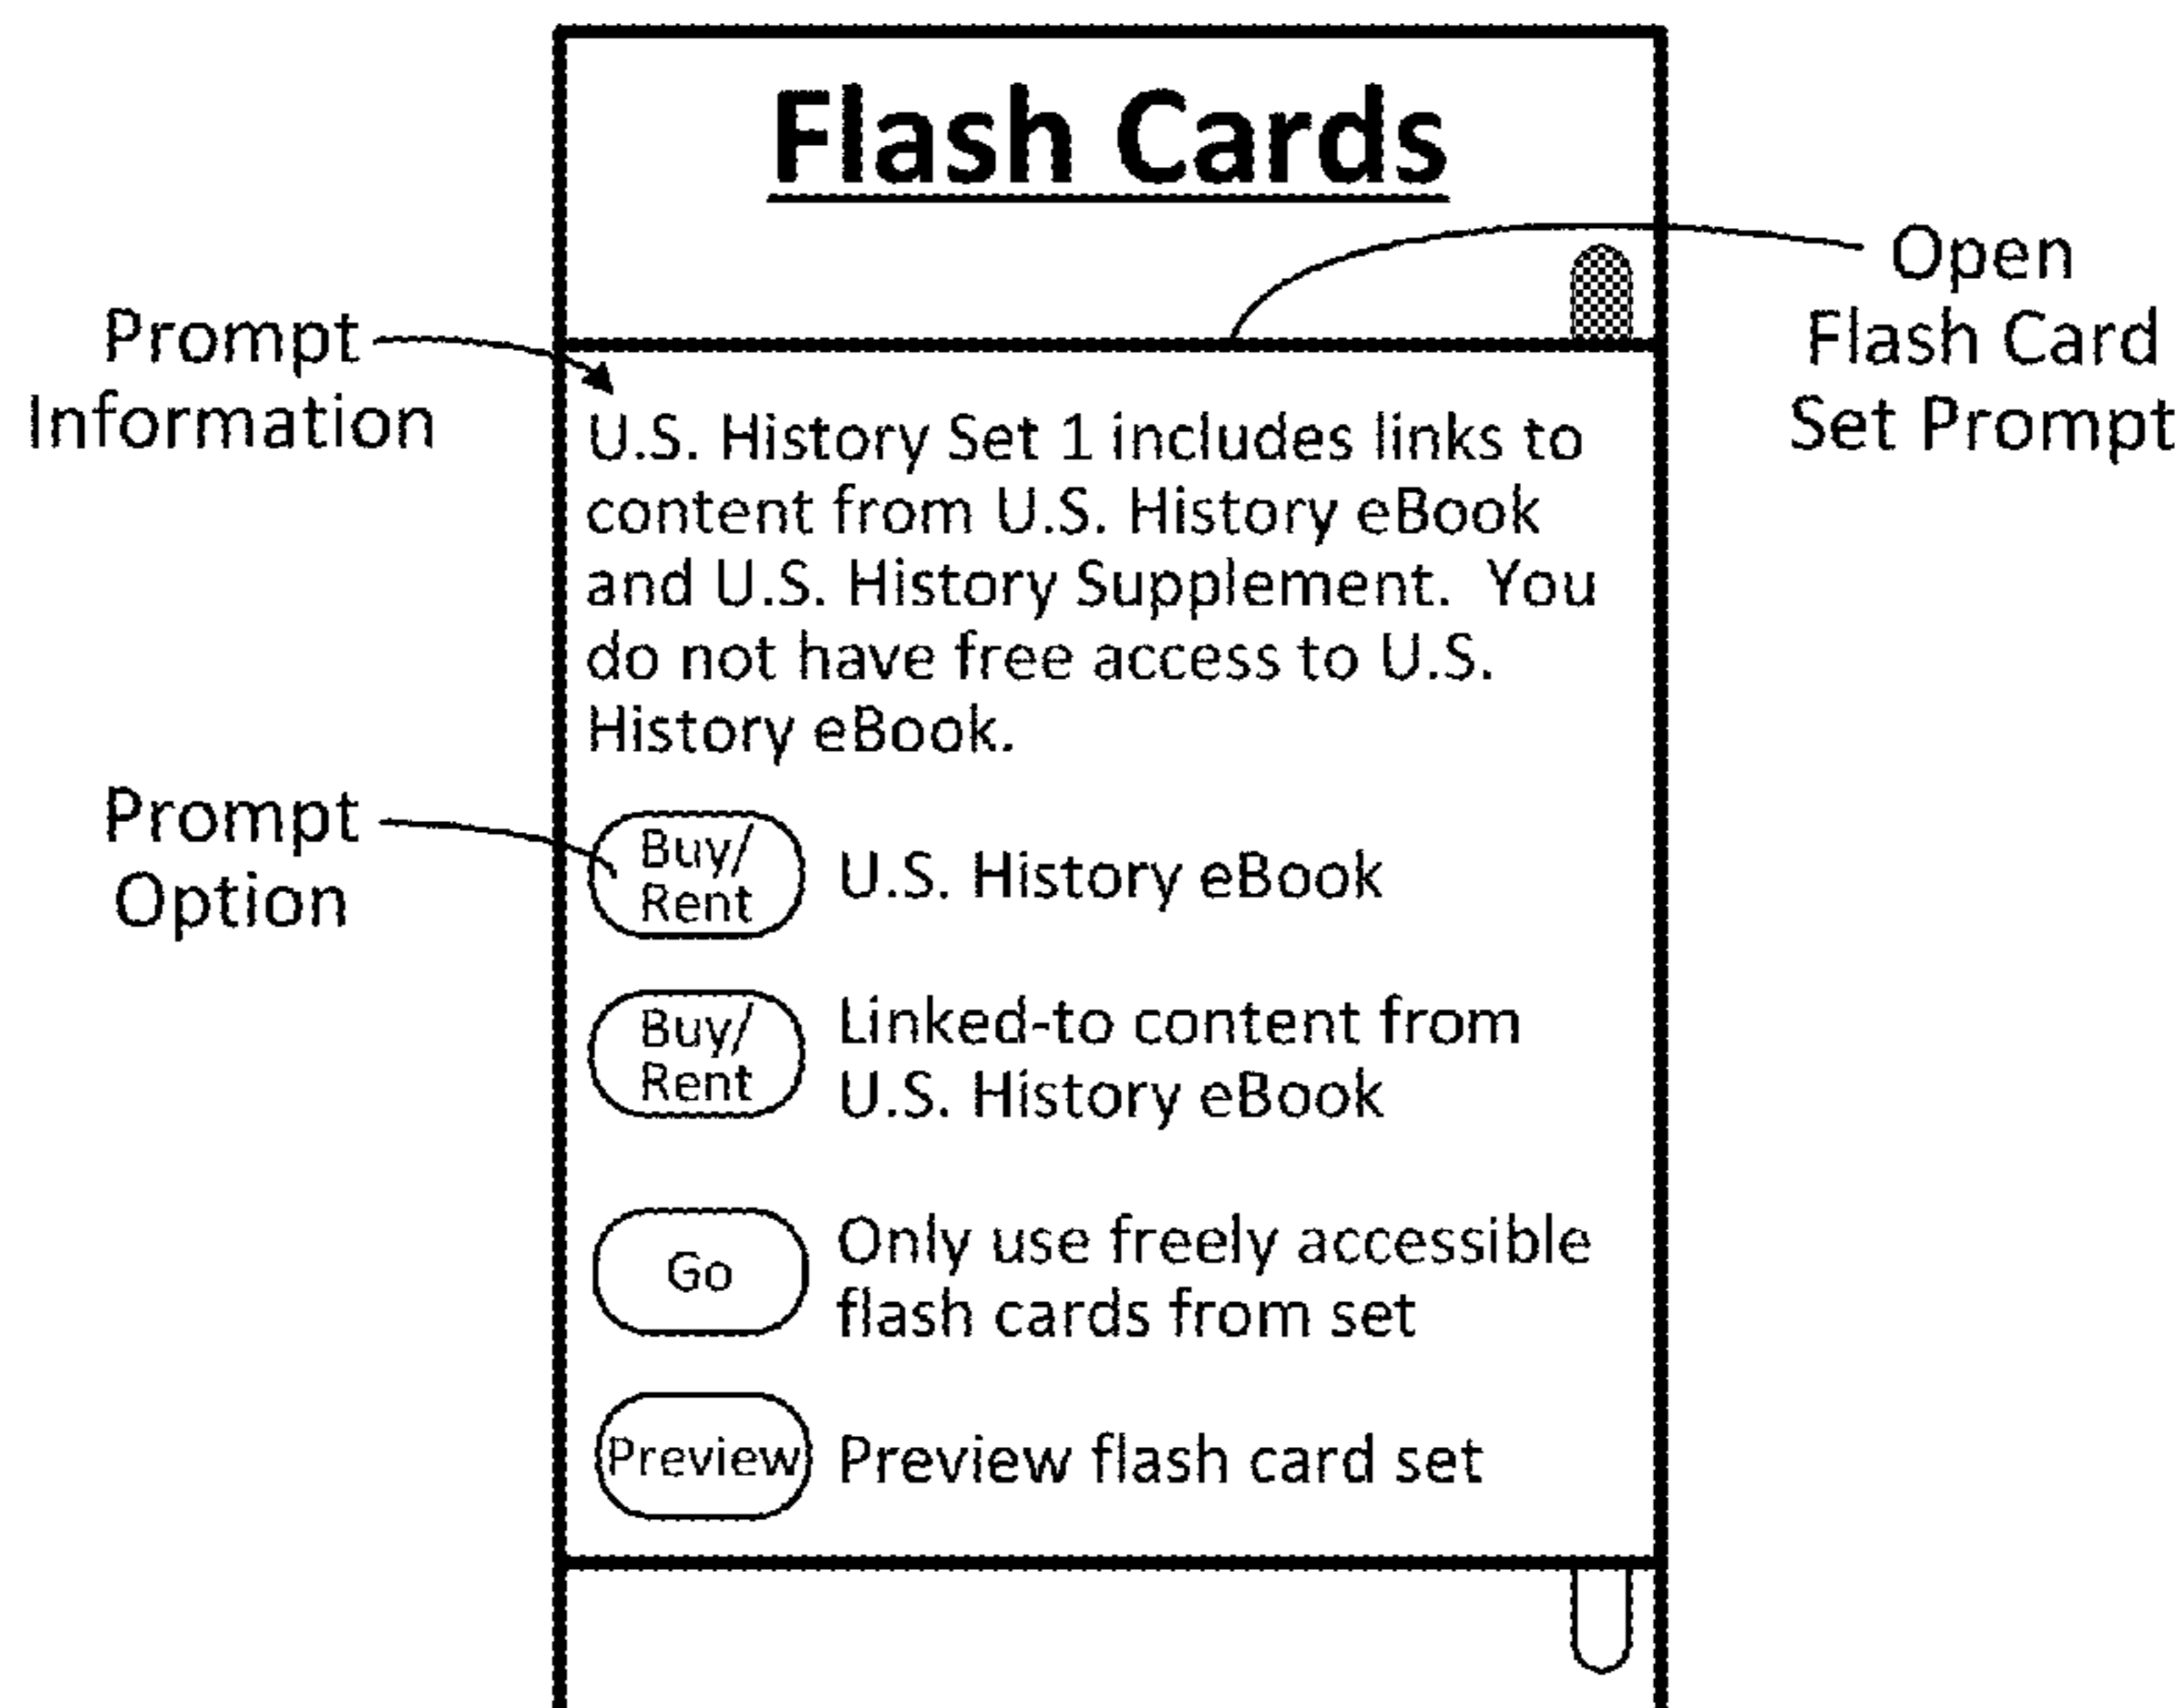 Flash Cards
Open
Flash Card
Set Prompt
Prompt
Information
U.S. History Set 1 includes links to
content from U.S. History eBook
and U.S. History Supplement.  You
do not have free access to U.S.
History eBook.
Prompt
Option
Buy/
Rent
U.S. History eBook
Buy/
Rent
Linked-to content from
U.S. History eBook
Go
Only use freely accessible
flash cards from set
Preview
Preview flash card set